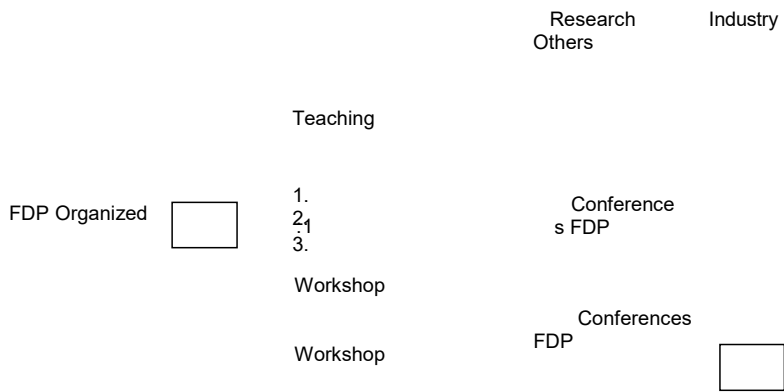 Research Industry
Others
Teaching
1.
FDP Organized
2.
:1
3.
Conference
s FDP
Workshop
Conferences
FDP
Workshop